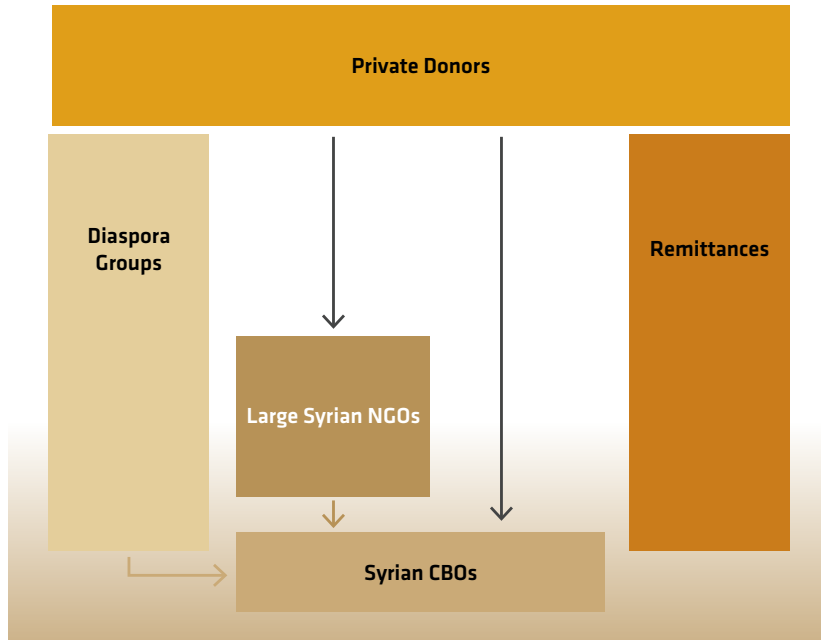 Private Donors
Diaspora
Groups
Remittances
Large Syrian NGOs
Syrian CBOs